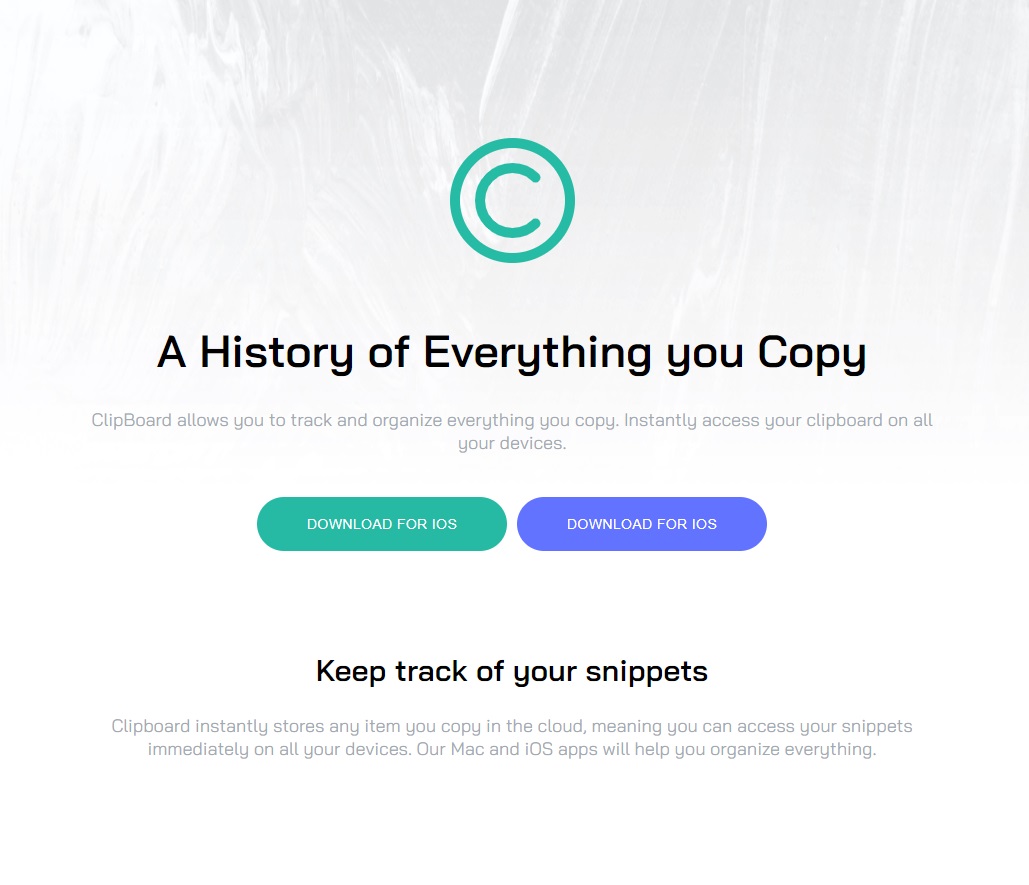 A History of Everything you Copy
ClipBoard allows you to track and organize everything you copy. Instantly access your clipboard on all
your devices.
DOWNLOAD FOR IOS
DOWNLOAD FOR IOS
Keep track of your snippets
Clipboard instantly stores any item you copy in the cloud, meaning you can access your snippets
immediately on all your devices. Our Mac and iOS apps will help you organize everything.